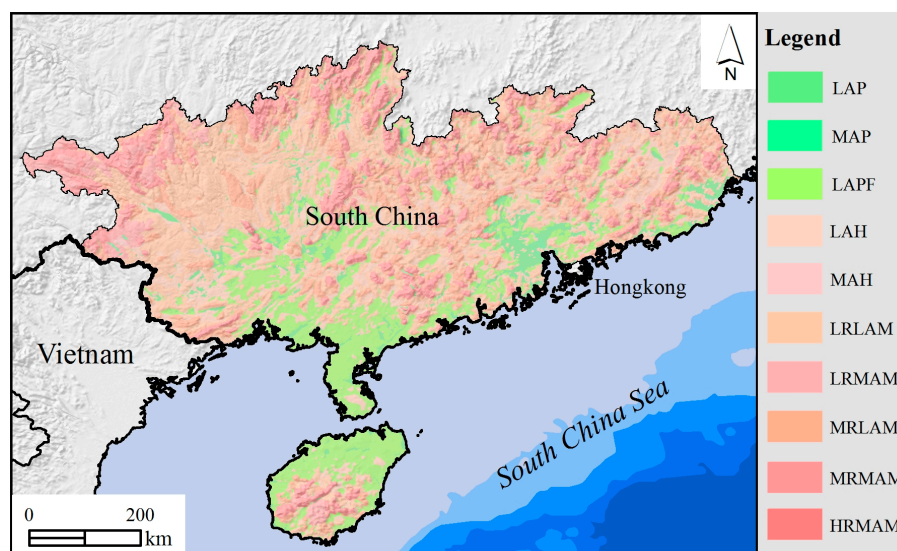 N
South China
Hongkong
Vietnam
South China Sea
0 200
km
Legend
LAP
MAP
LAPF
LAH
MAH
LRLAM
LRMAM
MRLAM
MRMAM
HRMAM